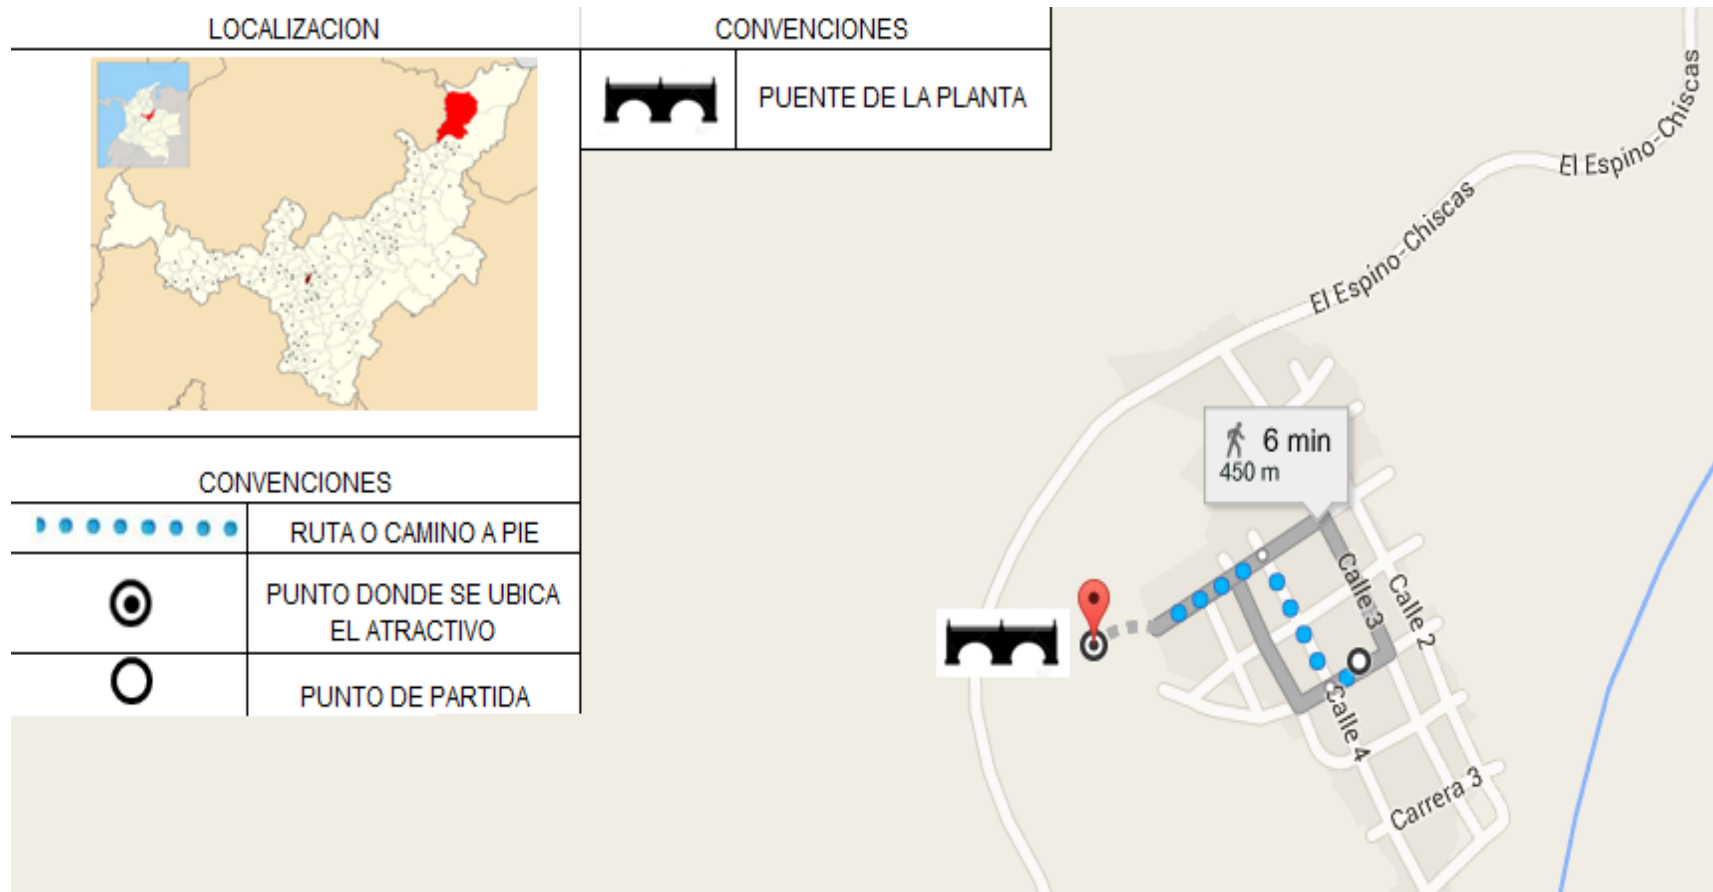 LOCALIZACION
CONVENCIONES
PUENTE DE LA PLANTA
CONVENCIONES
RUTA O CAMINO A PIE
PUNTO DONDE SE UBICA
EL ATRACTIVO
PUNTO DE PARTIDA
El Espino-Chiscas
El Espino-Chiscas
6 min
450 m
Calle 3
Calle 2
Calle 4
Carrera 3